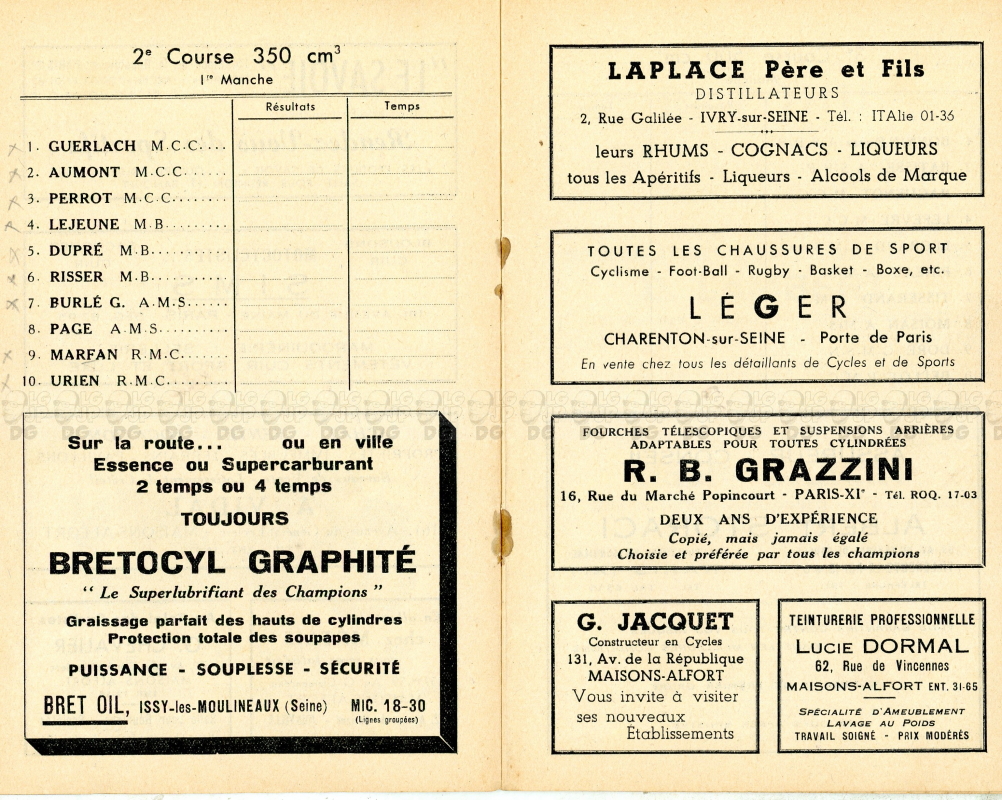 2e Course 350 cm3
1re Manche
Résultats Temps
1. GUERLACH M.C.C....
2. AUMONT M.C.C......
3. PERROT M.C.C.......
4. LEJEUNE M.B........
5. DUPRÉ M.B..........
6. RISSER M.B..........
7. BURLÉ G. A.M.S......
8. PAGE A.M.S..........
9. MARFAN R.M.C.......
10. URIEN R.M.C.......
Sur la route... ou en ville
Essence ou Supercarburant
2 temps ou 4 temps
TOUJOURS
BRETOCYL GRAPHITÉ
“ Le Superlubrifiant des Champions ”
Graissage parfait des hauts de cylindres
Protection totale des soupapes
PUISSANCE - SOUPLESSE - SÉCURITÉ
BRET OIL, ISSY-les-MOULINEAUX (Seine) MIC. 18-30
(Lignes groupées)
LAPLACE Père et Fils
DISTILLATEURS
2, Rue Galilée - IVRY-sur-SEINE - Tél. : ITAlie 01-36
leurs RHUMS - COGNACS - LIQUEURS
tous les Apéritifs - Liqueurs - Alcools de Marque
TOUTES LES CHAUSSURES DE SPORT
Cyclisme - Foot-Ball - Rugby - Basket - Boxe, etc.
LÉGER
CHARENTON-sur-SEINE - Porte de Paris
En vente chez tous les détaillants de Cycles et de Sports
FOURCHES TÉLESCOPIQUES ET SUSPENSIONS ARRIÈRES
ADAPTABLES POUR TOUTES CYLINDRÉES
R. B. GRAZZINI
16, Rue du Marché Popincourt - PARIS-XIe - Tél. ROQ. 17-03
DEUX ANS D'EXPÉRIENCE
Copié, mais jamais égalé
Choisie et préférée par tous les champions
G. JACQUET
Constructeur en Cycles
131, Av. de la République
MAISONS-ALFORT
Vous invite à visiter
ses nouveaux
Établissements
TEINTURERIE PROFESSIONNELLE
LUCIE DORMAL
62, Rue de Vincennes
MAISONS-ALFORT ENT. 31-65
SPÉCIALITÉ D'AMEUBLEMENT
LAVAGE AU POIDS
TRAVAIL SOIGNÉ - PRIX MODÉRÉS